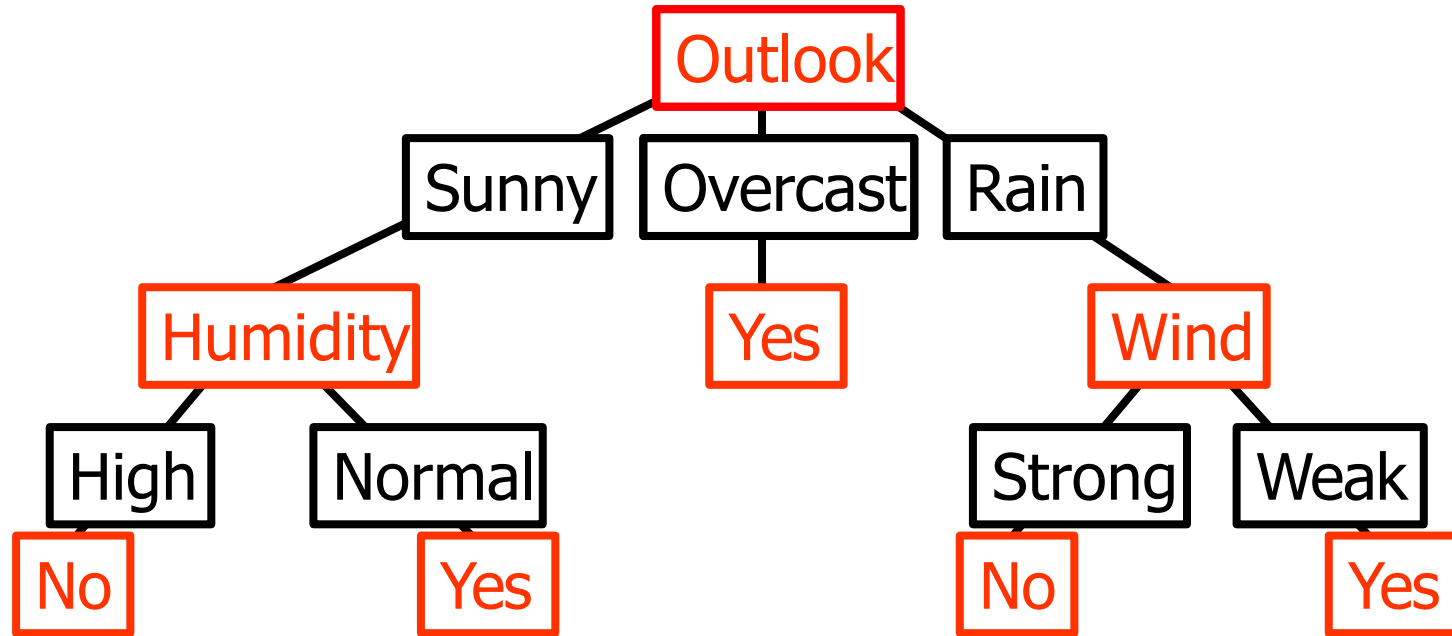 Outlook
Sunny Overcast Rain
Humidity Yes Wind
High Normal Strong Weak
No Yes No Yes